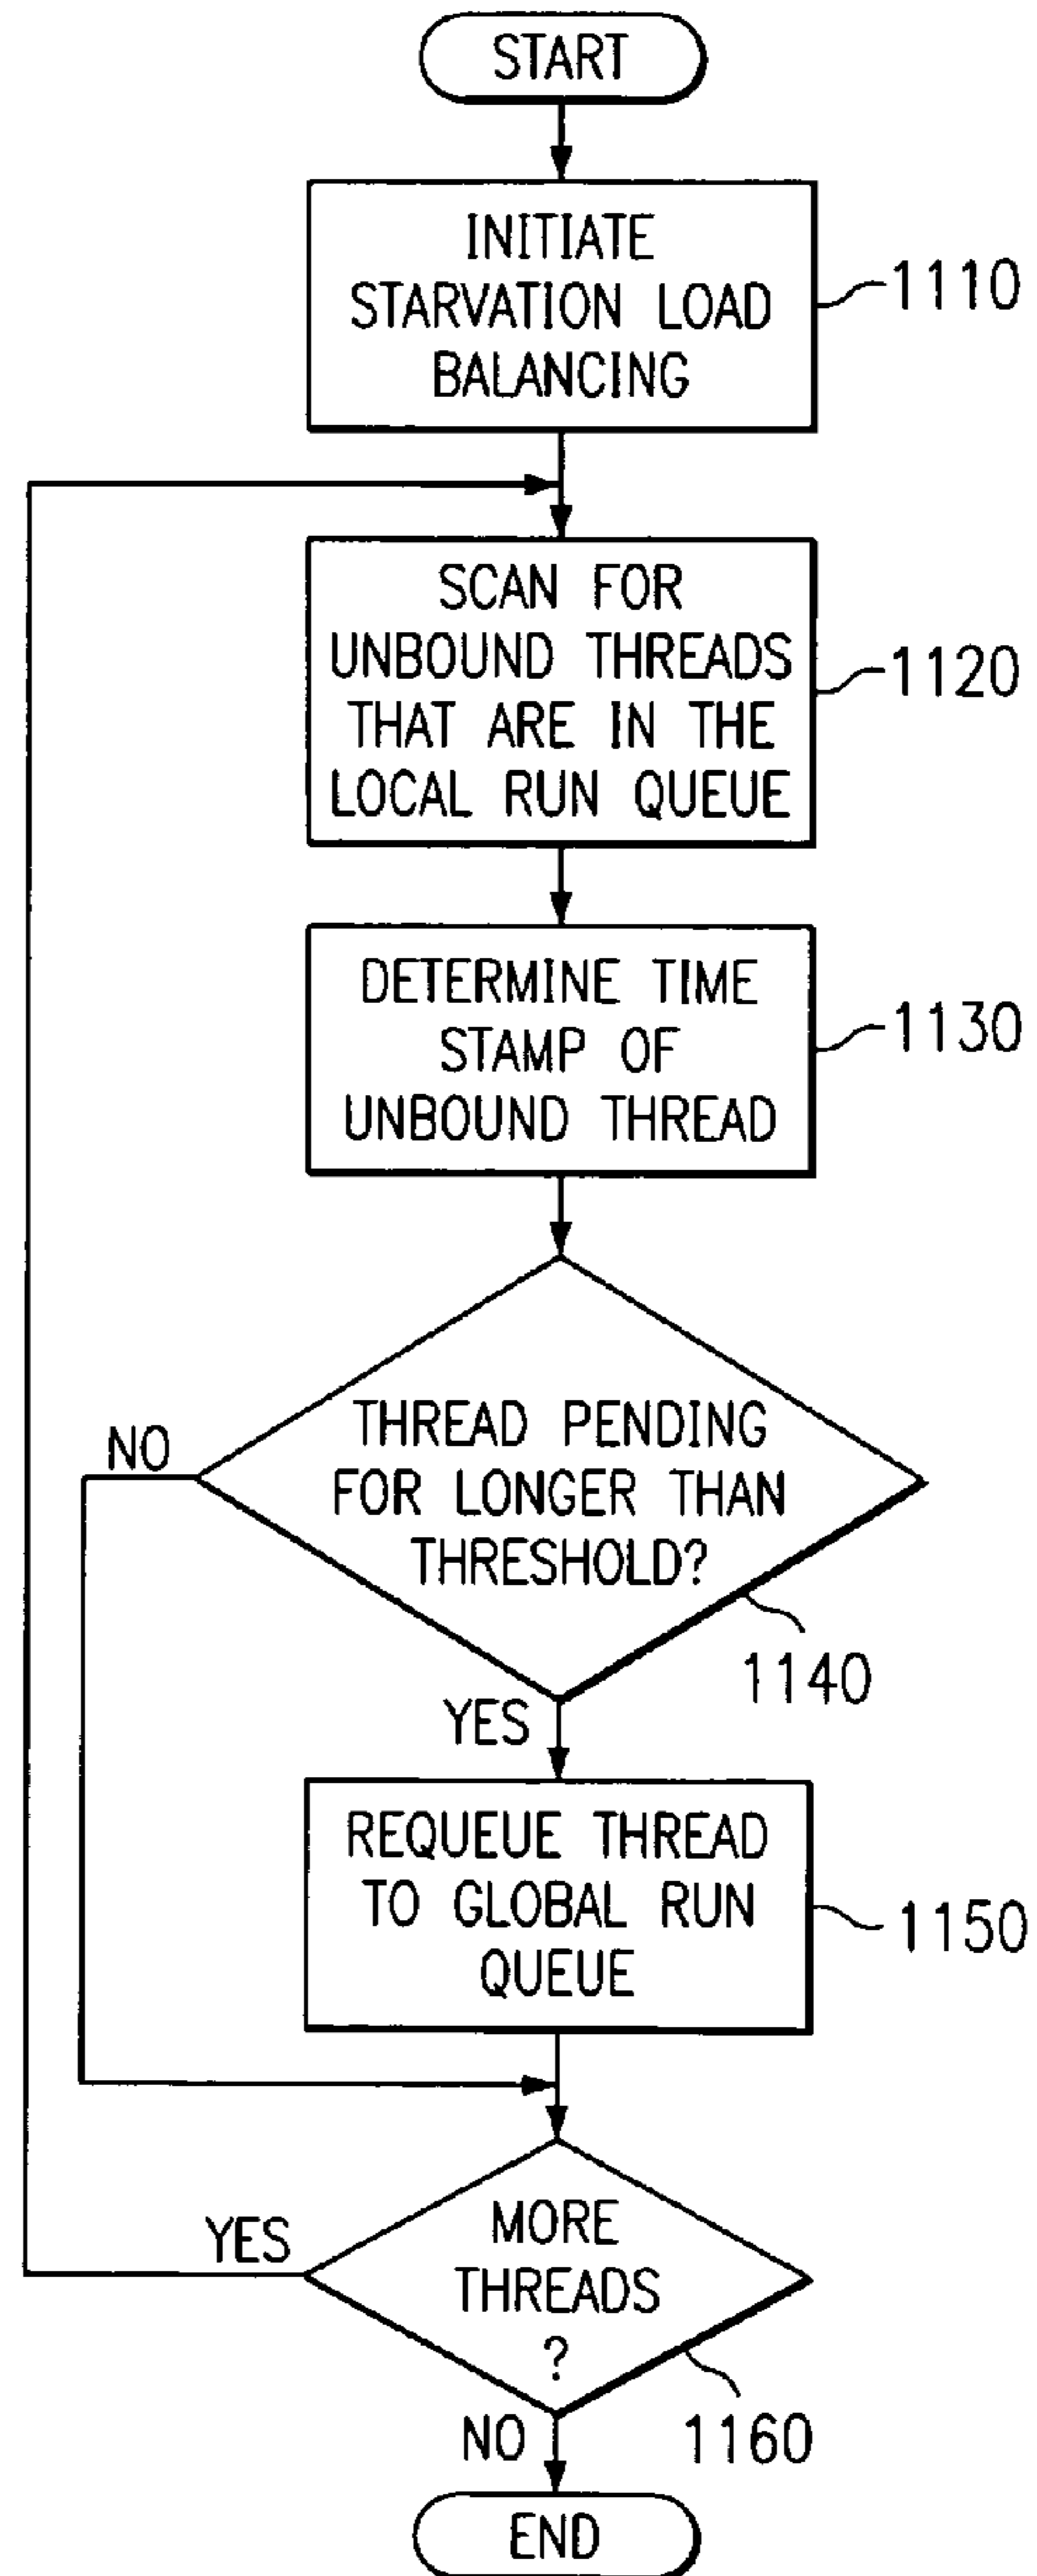 START
INITIATE
STARVATION LOAD
BALANCING
1110
SCAN FOR
UNBOUND THREADS
THAT ARE IN THE
LOCAL RUN QUEUE
1120
DETERMINE TIME
STAMP OF
UNBOUND THREAD
1130
NO
THREAD PENDING
FOR LONGER THAN
THRESHOLD?
1140
YES
REQUEUE THREAD
TO GLOBAL RUN
QUEUE
1150
YES
MORE
THREADS
?
1160
NO
END